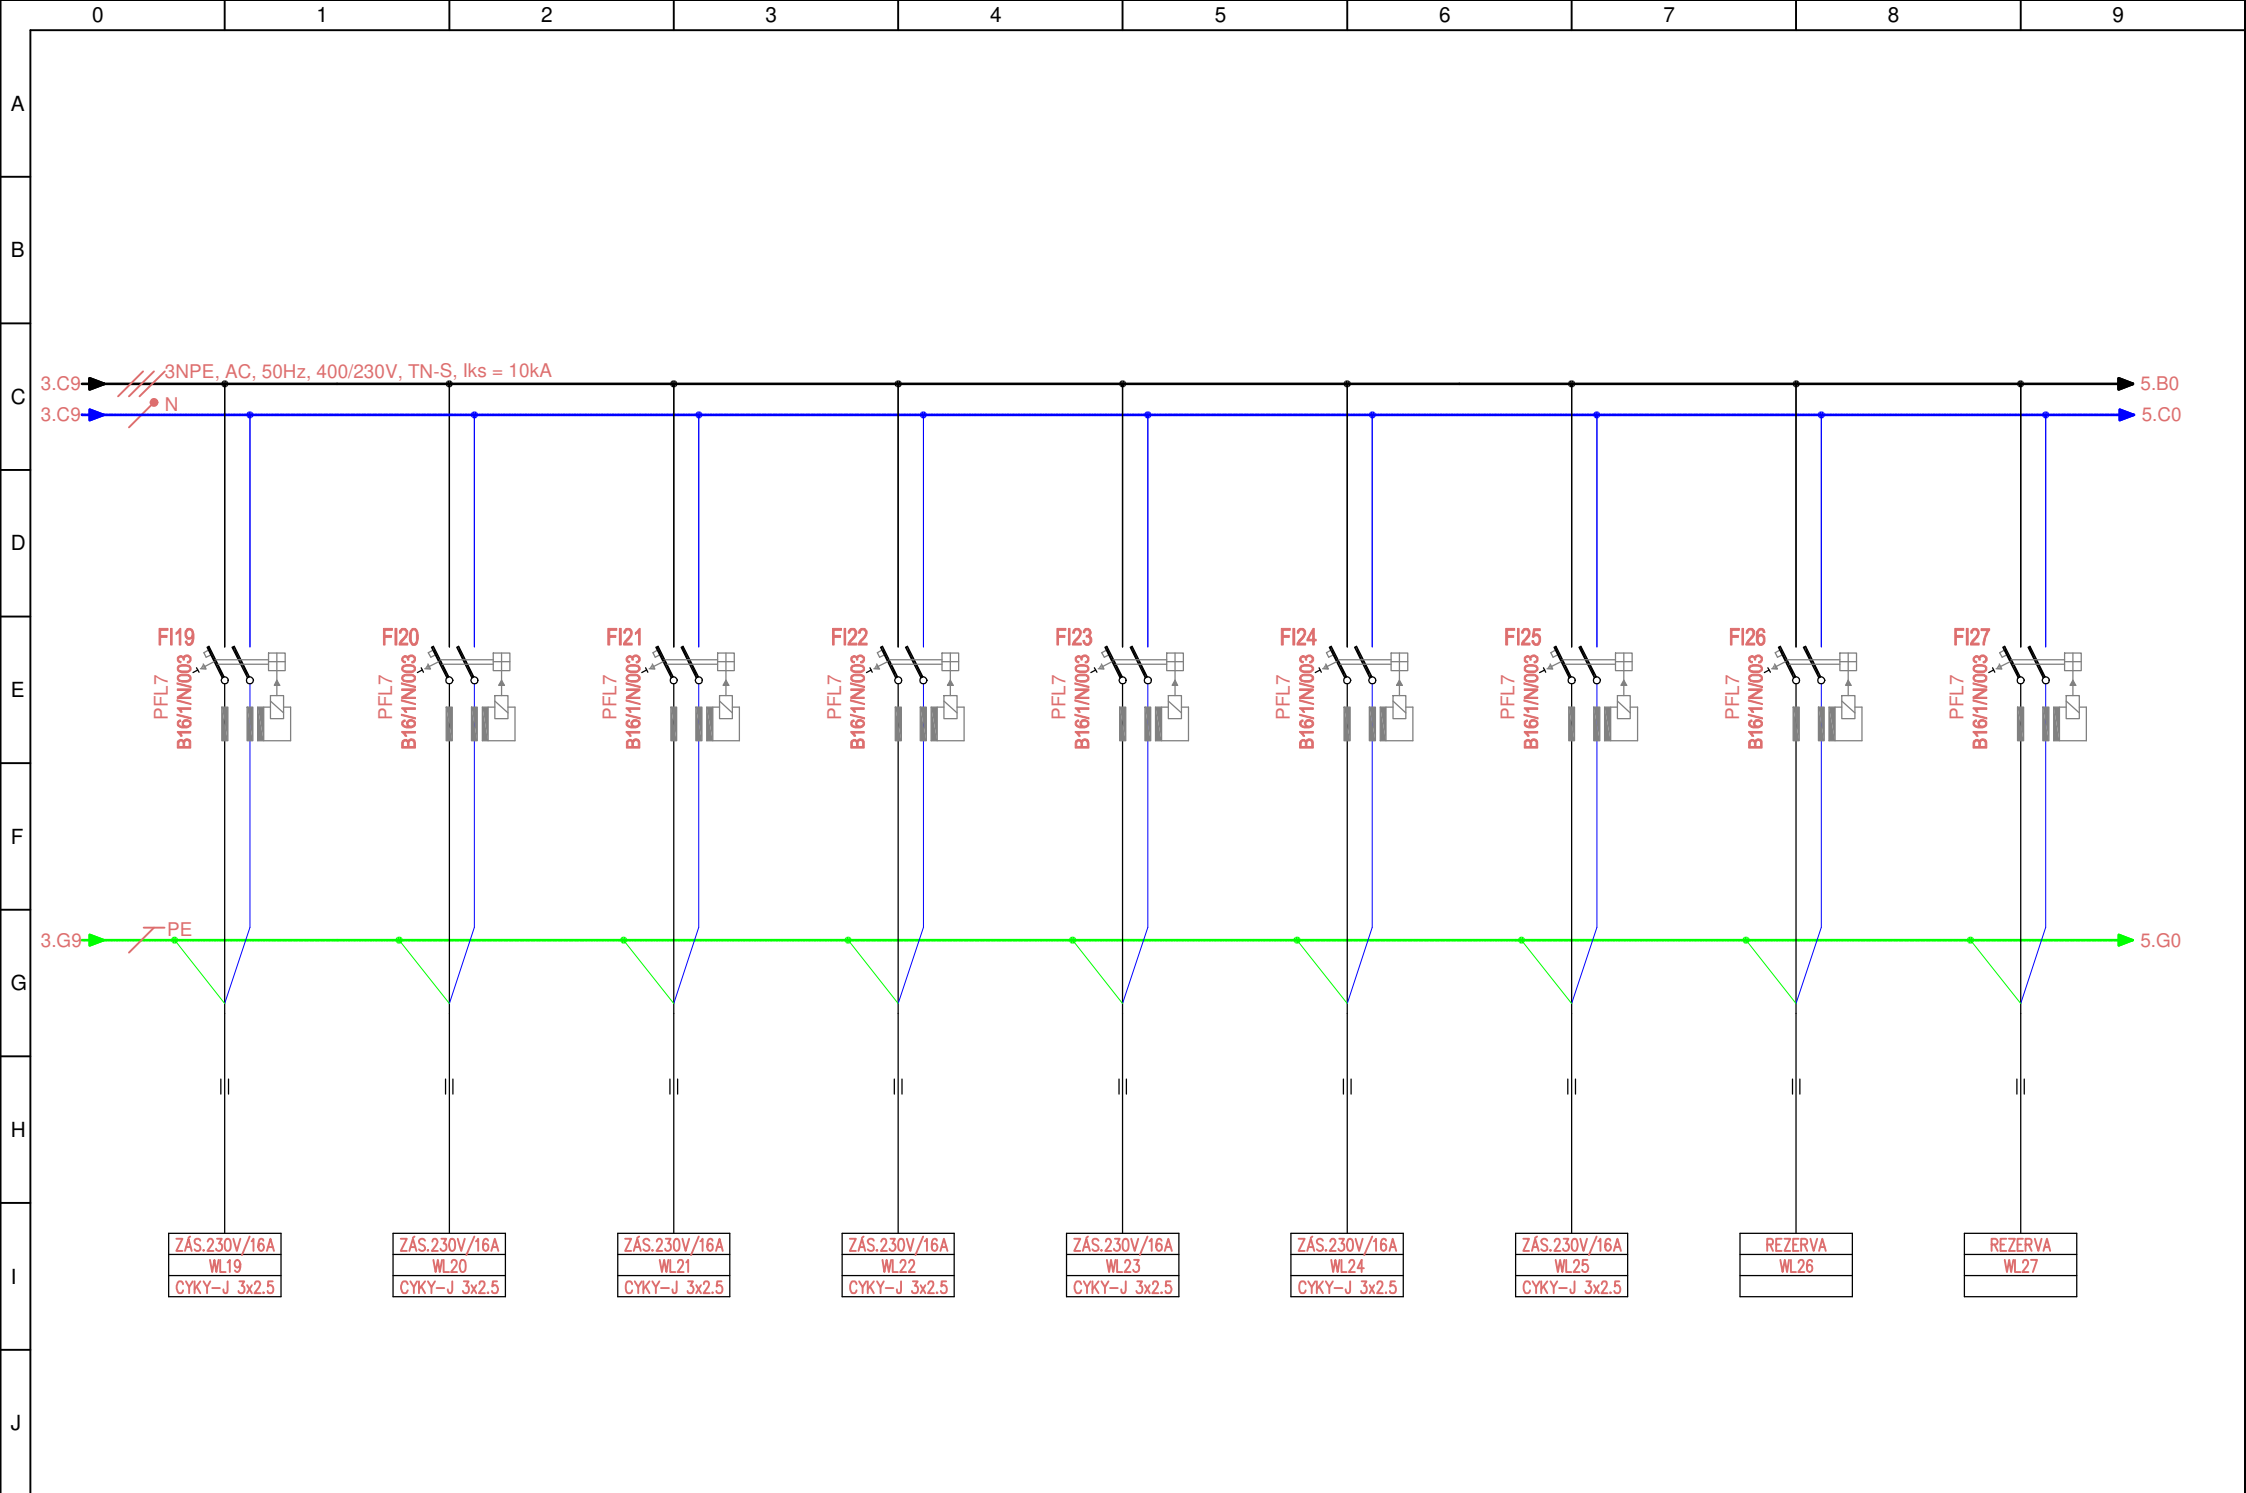 0 1 2 3 4 5 6 7 8 9
A
B
C
D
E
F
G
H
I
J
3.C9 3NPE, AC, 50Hz, 400/230V, TN-S, Iks = 10kA 5.B0
3.C9 N 5.C0
FI19 FI20 FI21 FI22 FI23 FI24 FI25 FI26 FI27
PFL7 PFL7 PFL7 PFL7 PFL7 PFL7 PFL7 PFL7 PFL7
B16/1/N/003 B16/1/N/003 B16/1/N/003 B16/1/N/003 B16/1/N/003 B16/1/N/003 B16/1/N/003 B16/1/N/003 B16/1/N/003
3.G9 PE 5.G0
ZÁS.230V/16A ZÁS.230V/16A ZÁS.230V/16A ZÁS.230V/16A ZÁS.230V/16A ZÁS.230V/16A ZÁS.230V/16A REZERVA REZERVA
WL19 WL20 WL21 WL22 WL23 WL24 WL25 WL26 WL27
CYKY-J 3x2.5 CYKY-J 3x2.5 CYKY-J 3x2.5 CYKY-J 3x2.5 CYKY-J 3x2.5 CYKY-J 3x2.5 CYKY-J 3x2.5